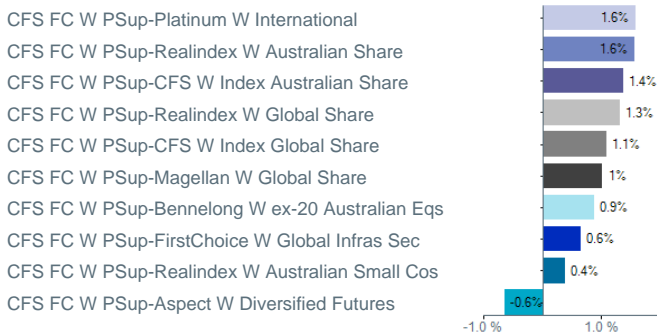 CFS FC W PSup-Platinum W International 1.6%
CFS FC W PSup-Realindex W Australian Share 1.6%
CFS FC W PSup-CFS W Index Australian Share 1.4%
CFS FC W PSup-Realindex W Global Share 1.3%
CFS FC W PSup-CFS W Index Global Share 1.1%
CFS FC W PSup-Magellan W Global Share 1%
CFS FC W PSup-Bennelong W ex-20 Australian Eqs 0.9%
CFS FC W PSup-FirstChoice W Global Infras Sec 0.6%
CFS FC W PSup-Realindex W Australian Small Cos 0.4%
CFS FC W PSup-Aspect W Diversified Futures -0.6%
-1.0 % 1.0 %